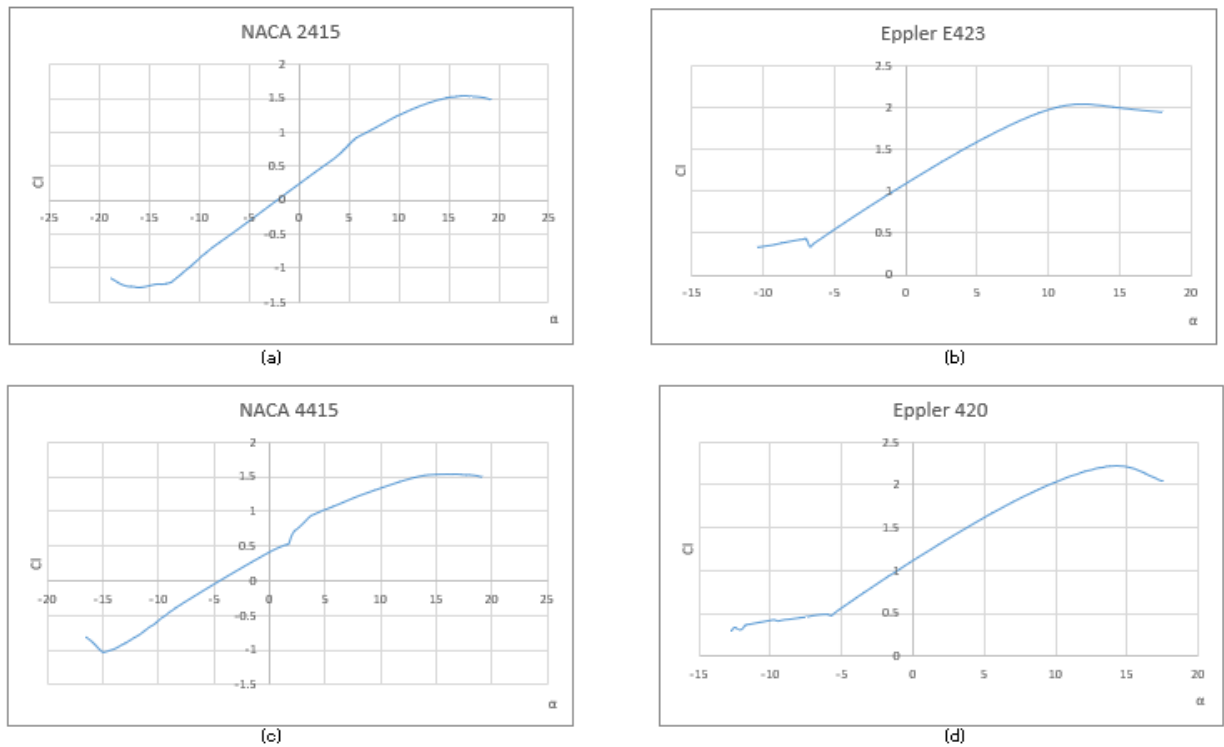 NACA 2415
2
1.5
1
0.5
0
-0.5
-1
-1.5
-25 -20 -15 -10 -5 0 5 10 15 20 25
Cl
α
(a)
Eppler E423
2.5
2
1.5
1
0.5
0
-15 -10 -5 0 5 10 15 20
Cl
α
(b)
NACA 4415
2
1.5
1
0.5
0
-0.5
-1
-1.5
-20 -15 -10 -5 0 5 10 15 20 25
Cl
α
(c)
Eppler 420
2.5
2
1.5
1
0.5
0
-15 -10 -5 0 5 10 15 20
Cl
α
(d)